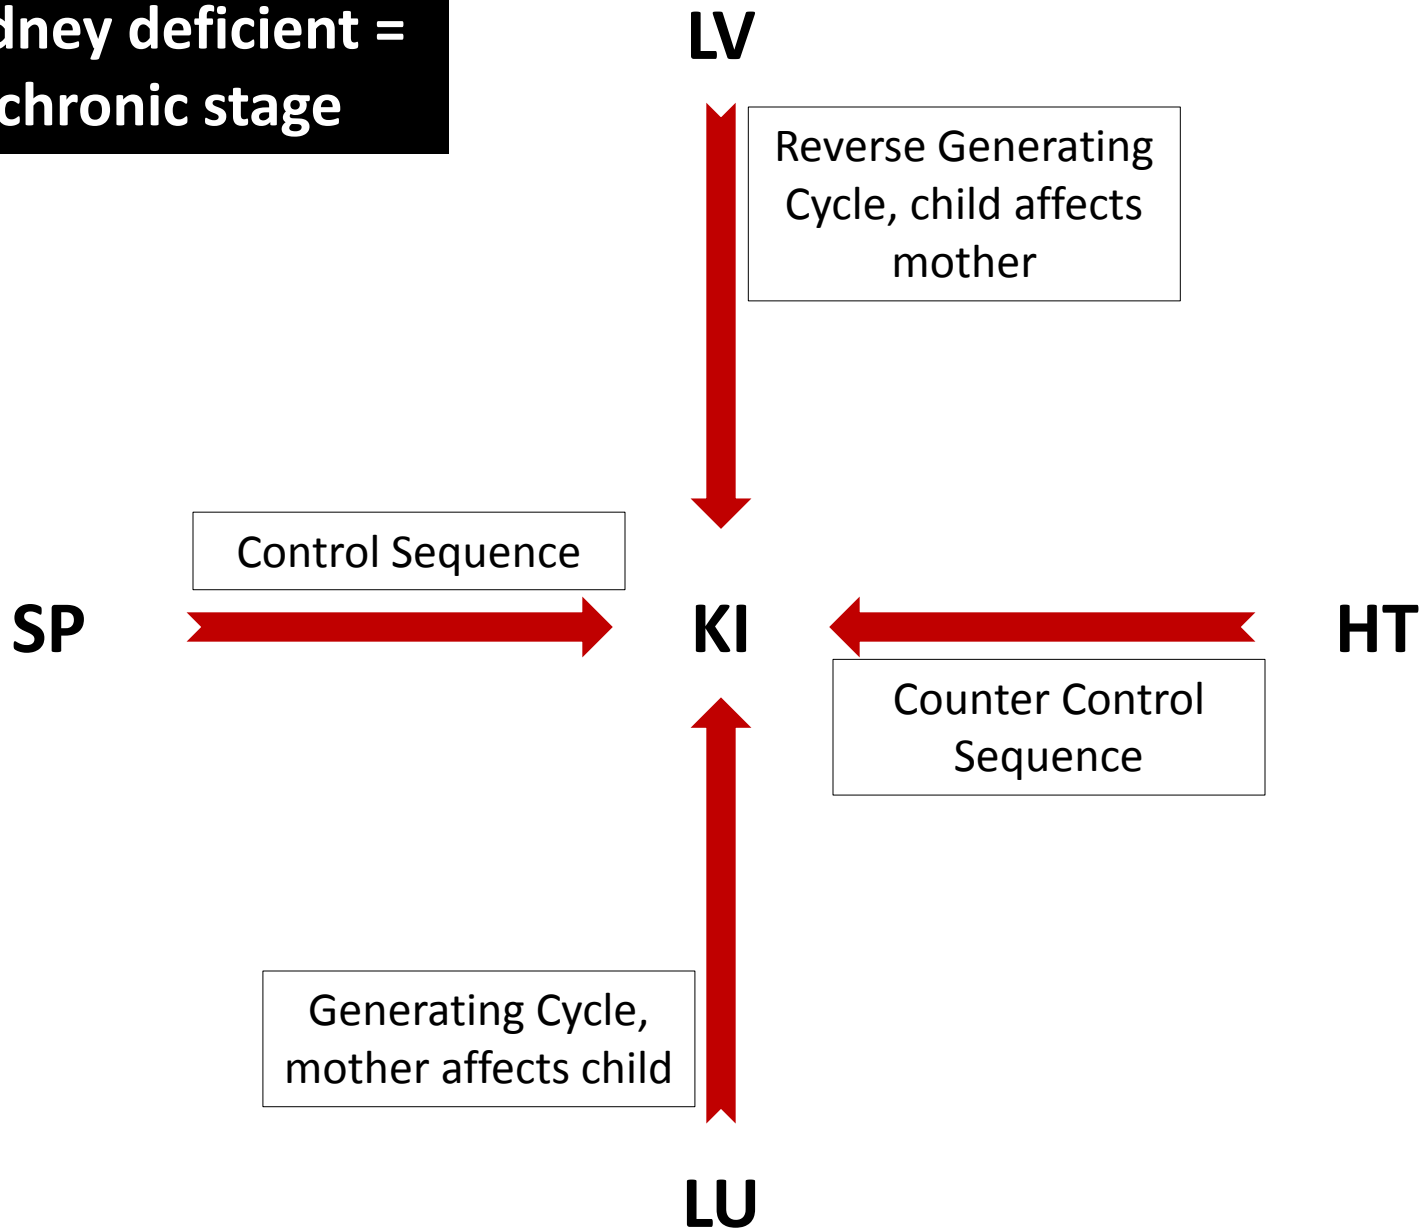 dney deficient =
chronic stage
LV
Reverse Generating
Cycle, child affects
mother
Control Sequence
SP
KI
HT
Counter Control
Sequence
Generating Cycle,
mother affects child
LU